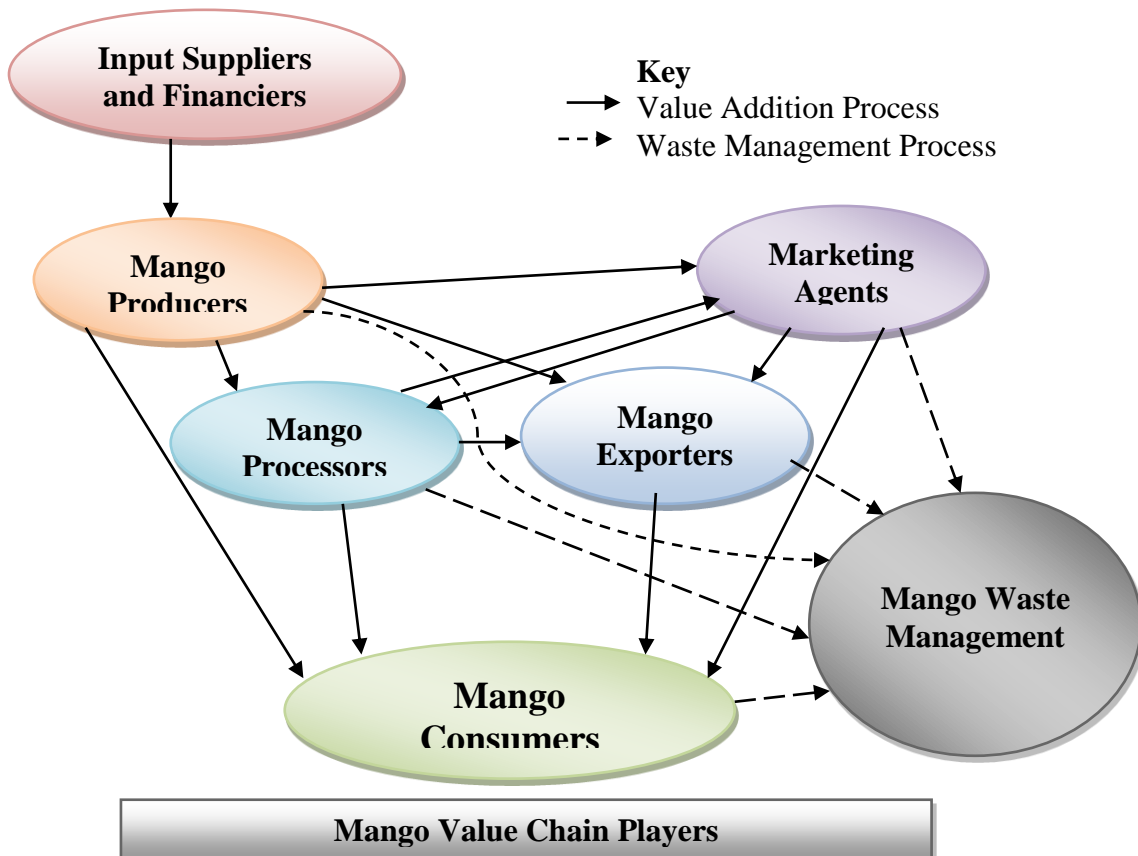 Input Suppliers
and Financiers
Key
Value Addition Process
Waste Management Process
Mango
Producers
Marketing
Agents
Mango
Processors
Mango
Exporters
Mango Waste
Management
Mango
Consumers
Mango Value Chain Players